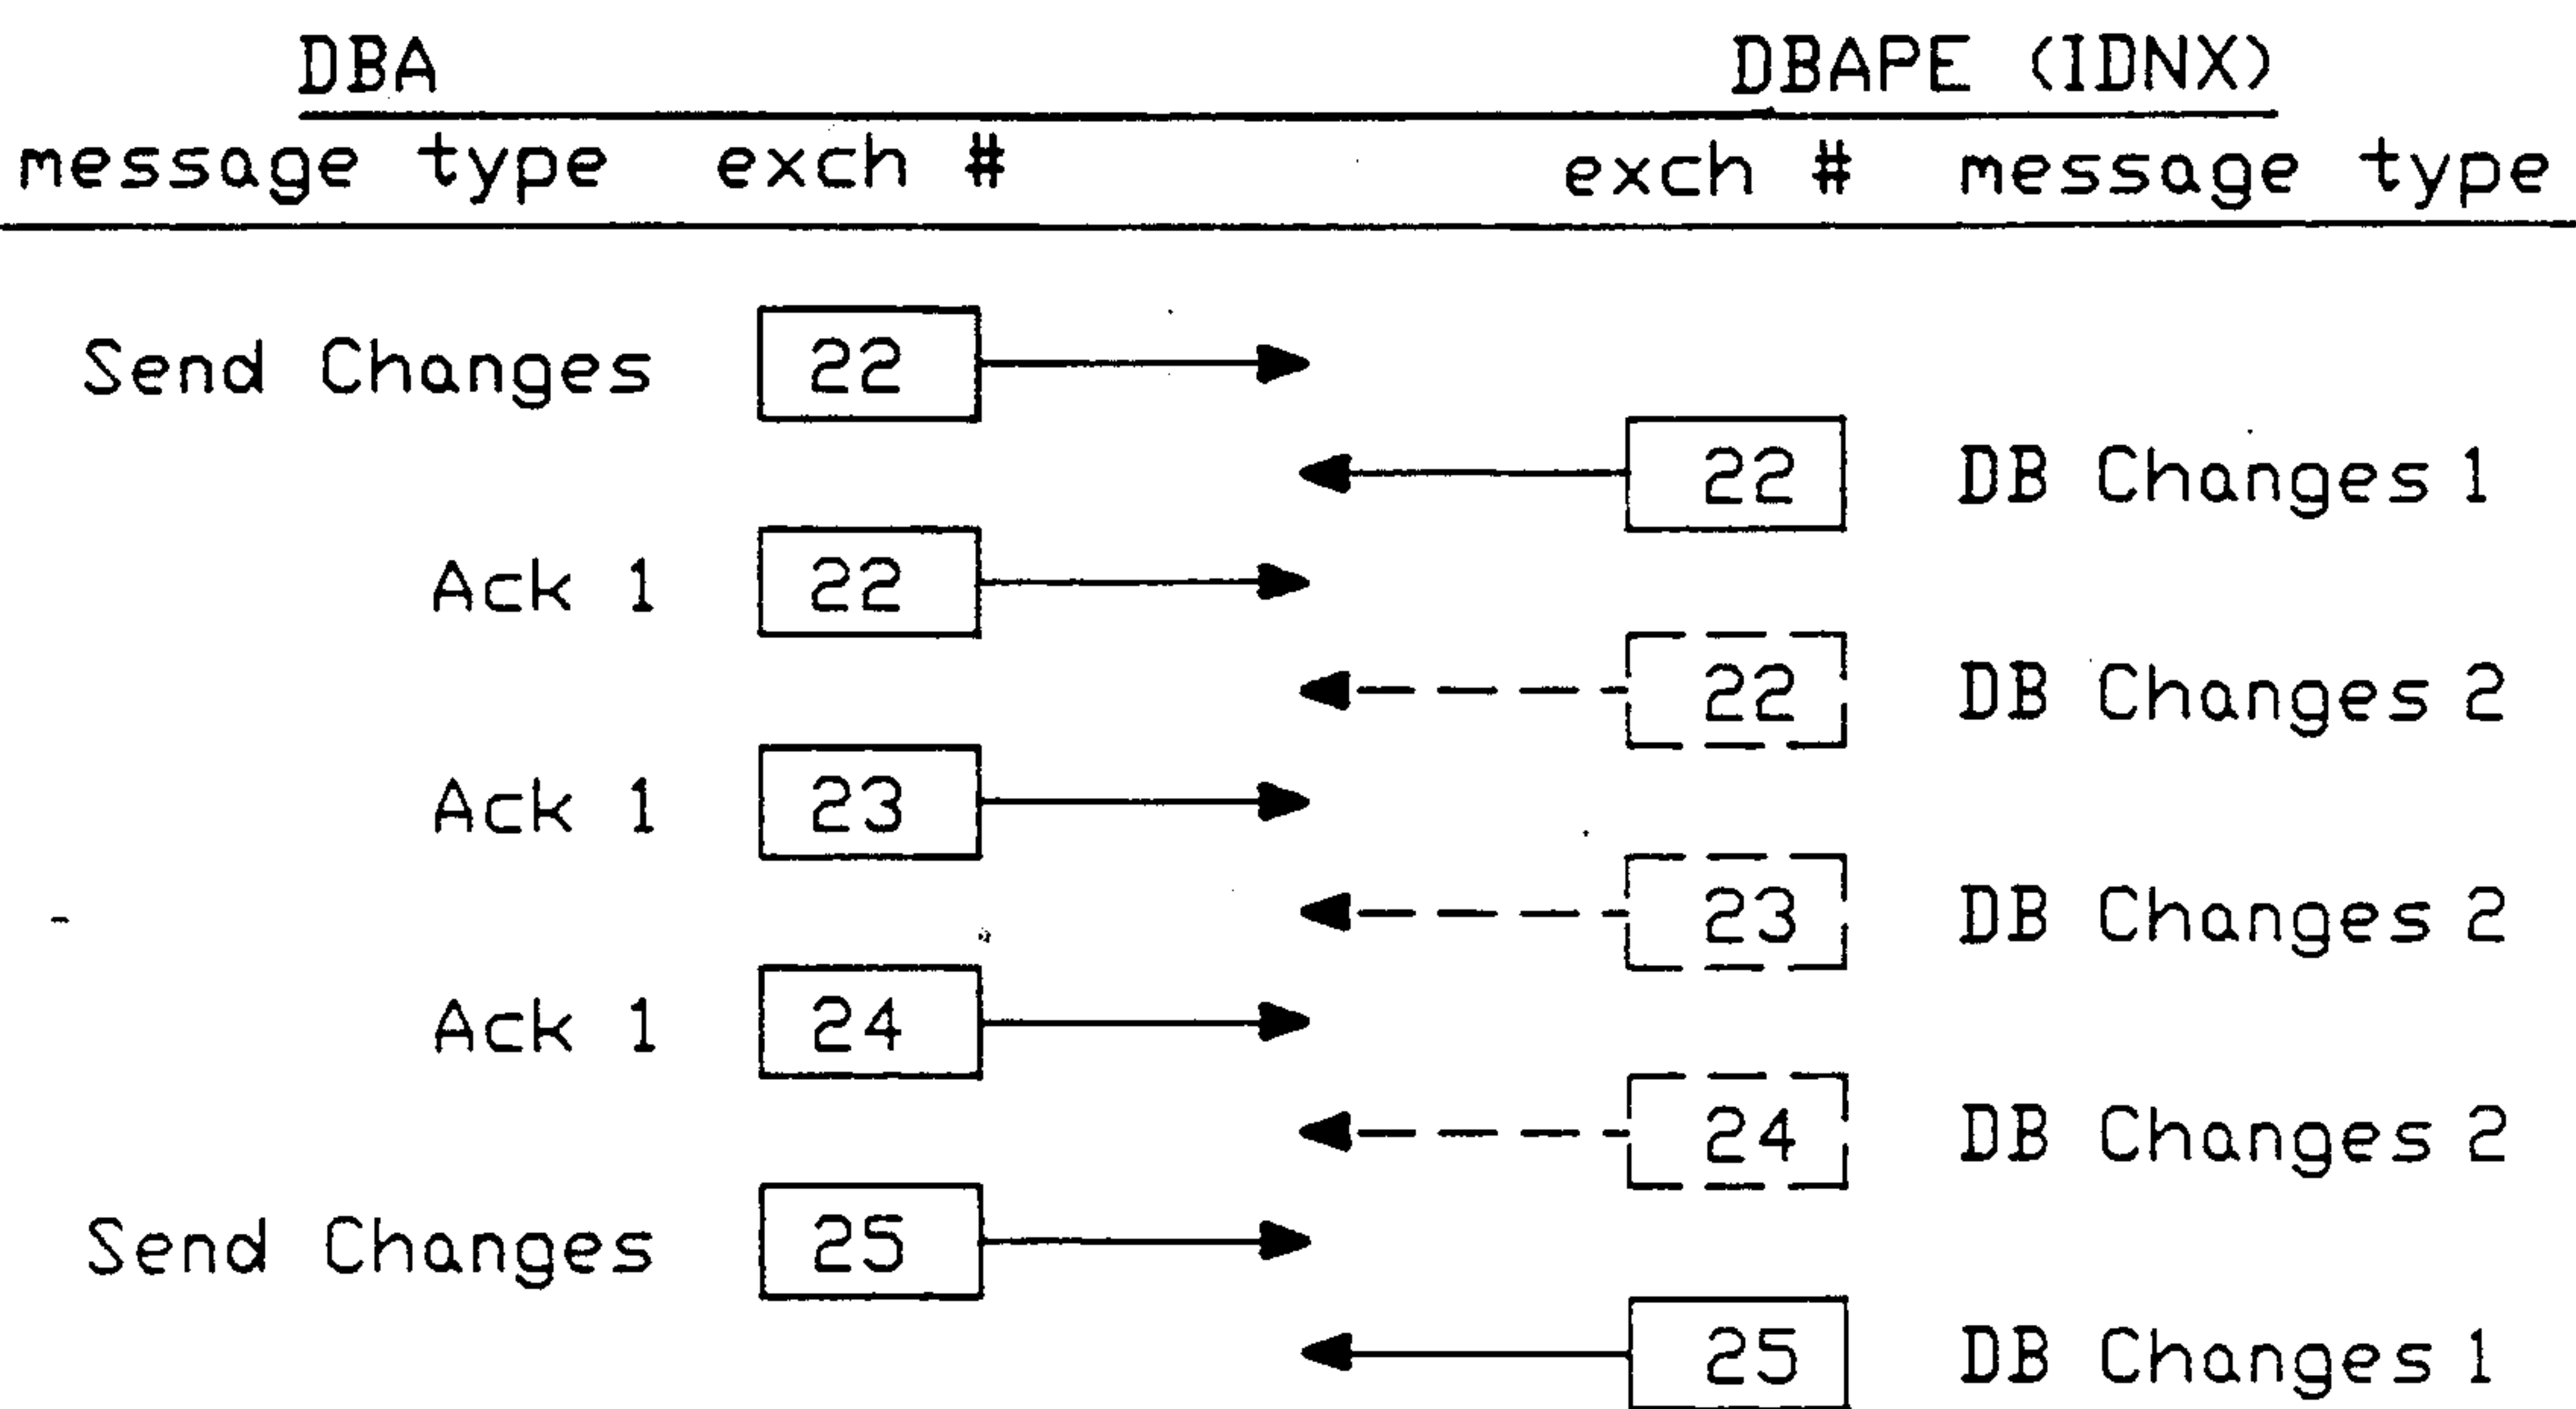 DBA DBAPE (IDNX)
message type exch # exch # message type
Send Changes 22
22 DB Changes 1
Ack 1 22
22 DB Changes 2
Ack 1 23
23 DB Changes 2
Ack 1 24
24 DB Changes 2
Send Changes 25
25 DB Changes 1